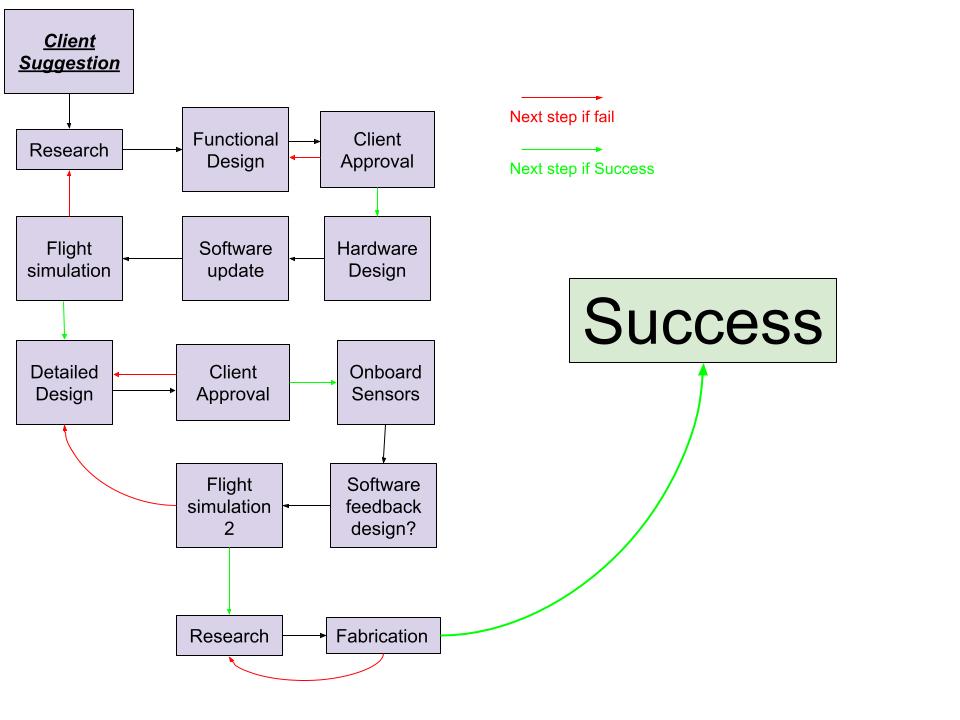 Client
Suggestion
Research
Functional
Design
Client
Approval
Next step if fail
Next step if Success
Flight
simulation
Software
update
Hardware
Design
Success
Detailed
Design
Client
Approval
Onboard
Sensors
Flight
simulation
2
Software
feedback
design?
Research
Fabrication